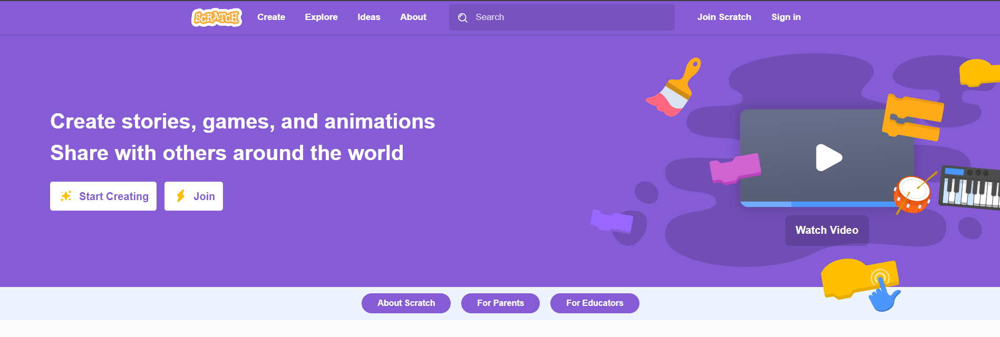 SCRATCH Create Explore Ideas About Search Join Scratch Sign in
Create stories, games, and animations
Share with others around the world
Start Creating Join
Watch Video
About Scratch For Parents For Educators